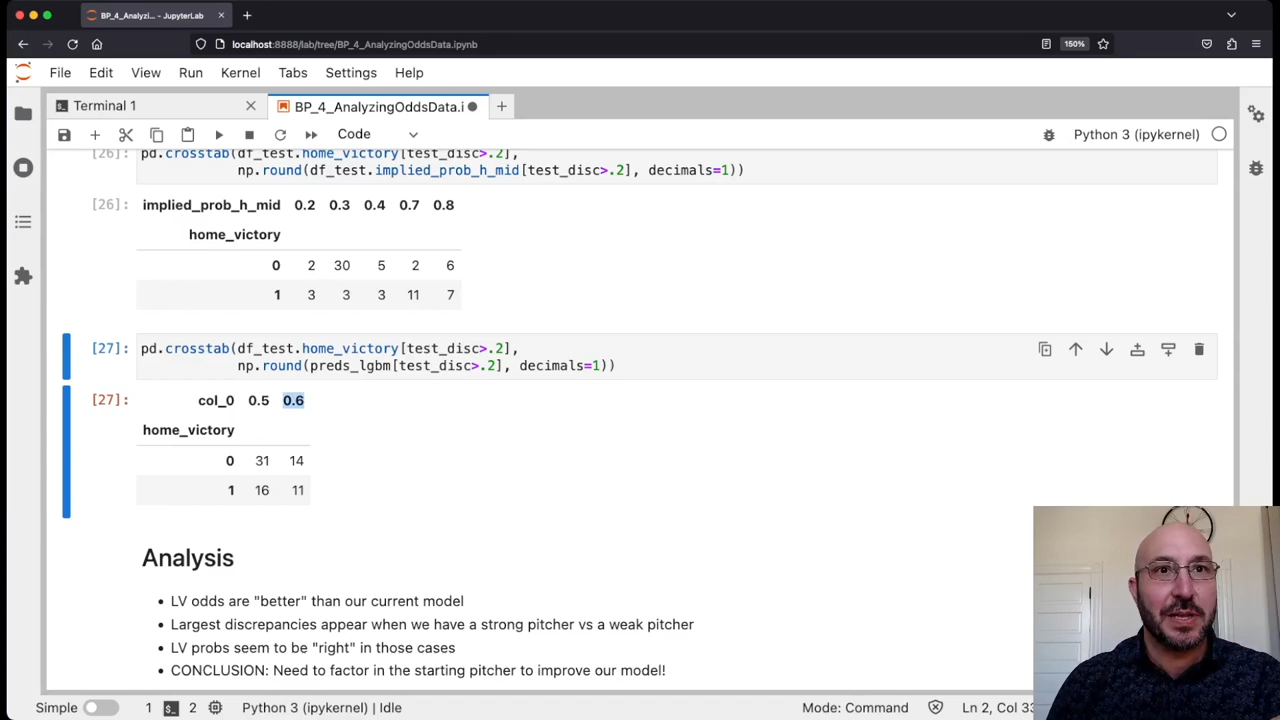 BP_4_Analyzi... - JupyterLab
localhost:8888/lab/tree/BP_4_AnalyzingOddsData.ipynb
150%
File Edit View Run Kernel Tabs Settings Help
Terminal 1
BP_4_AnalyzingOddsData.i
Code
Python 3 (ipykernel)
[26]: pd.crosstab(df_test.home_victory[test_disc>.2],
np.round(df_test.implied_prob_h_mid[test_disc>.2], decimals=1))
[26]: implied_prob_h_mid 0.2 0.3 0.4 0.7 0.8
home_victory
0 2 30 5 2 6
1 3 3 3 11 7
[27]: pd.crosstab(df_test.home_victory[test_disc>.2],
np.round(preds_lgbm[test_disc>.2], decimals=1))
[27]: col_0 0.5 0.6
home_victory
0 31 14
1 16 11
Analysis
• LV odds are "better" than our current model
• Largest discrepancies appear when we have a strong pitcher vs a weak pitcher
• LV probs seem to be "right" in those cases
• CONCLUSION: Need to factor in the starting pitcher to improve our model!
Simple 1 2 Python 3 (ipykernel) | Idle Mode: Command Ln 2, Col 33